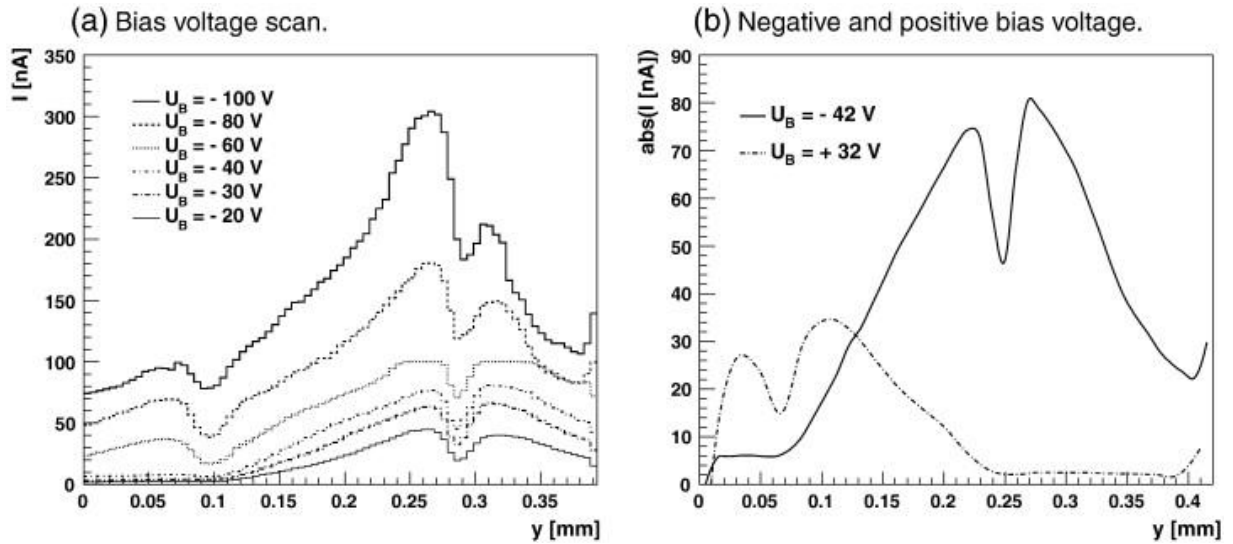 (a) Bias voltage scan.
I [nA]
350
300
250
200
150
100
50
0
U_B = - 100 V
U_B = - 80 V
U_B = - 60 V
U_B = - 40 V
U_B = - 30 V
U_B = - 20 V
0 0.05 0.1 0.15 0.2 0.25 0.3 0.35
y [mm]
(b) Negative and positive bias voltage.
abs(I [nA])
90
80
70
60
50
40
30
20
10
0
U_B = - 42 V
U_B = + 32 V
0 0.05 0.1 0.15 0.2 0.25 0.3 0.35 0.4
y [mm]